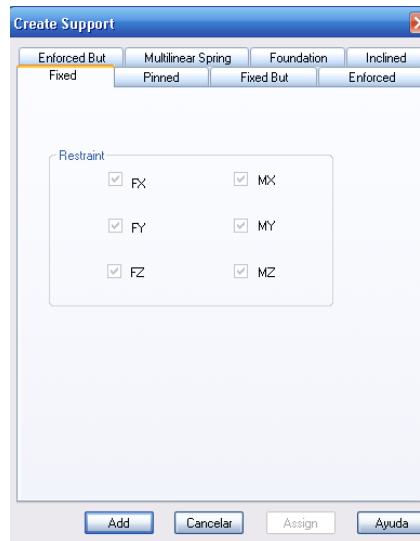 Create Support
Enforced But Multilinear Spring Foundation Inclined
Fixed Pinned Fixed But Enforced
Restraint
FX MX
FY MY
FZ MZ
Add Cancelar Assign Ayuda